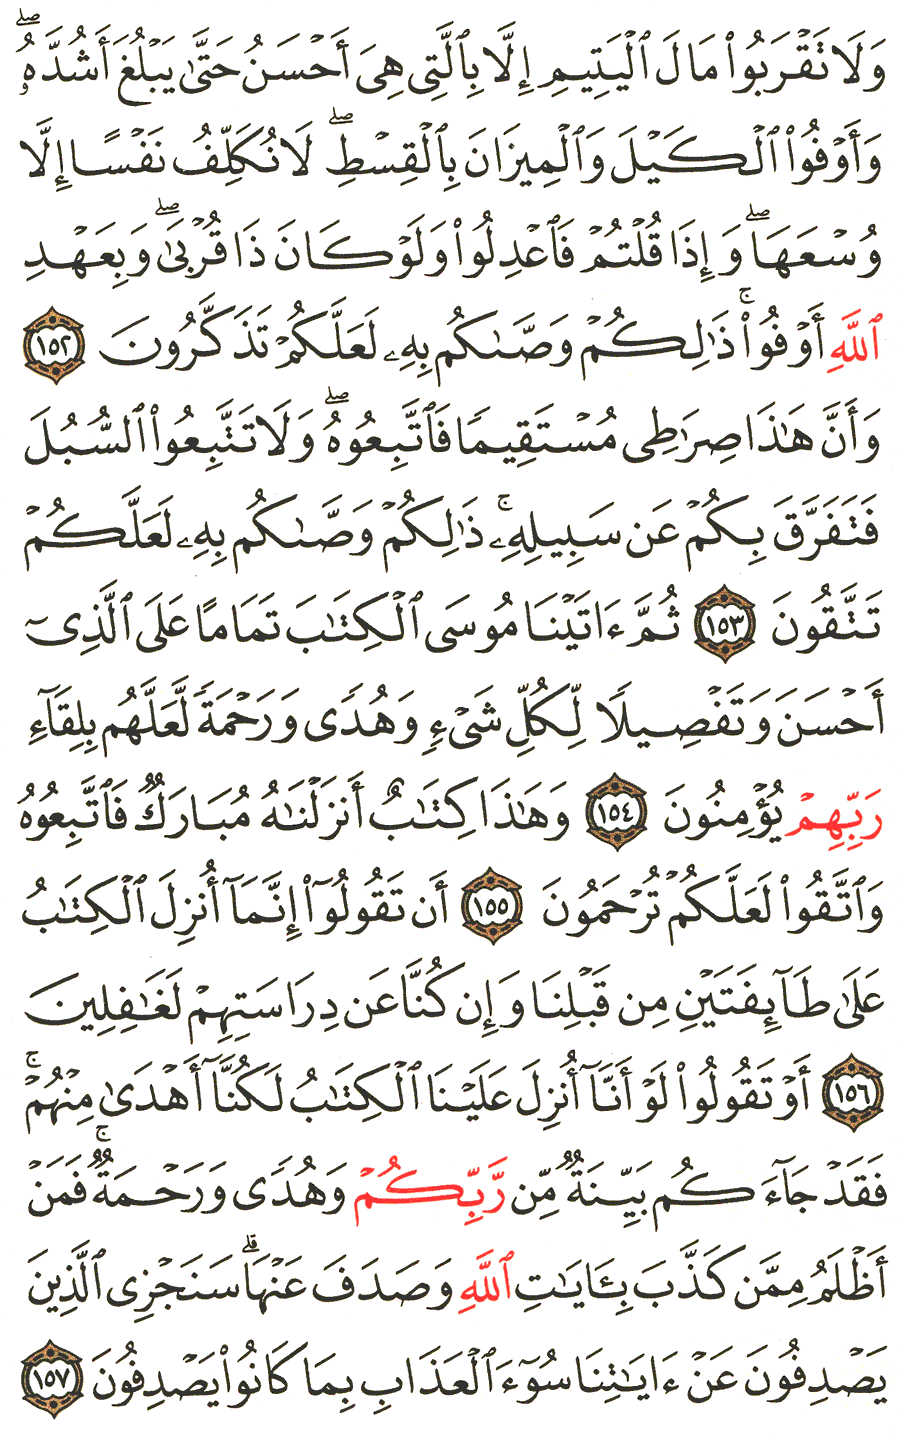 وَلَا تَقۡرَبُواْ مَالَ ٱلۡيَتِيمِ إِلَّا بِٱلَّتِي هِيَ أَحۡسَنُ حَتَّىٰ يَبۡلُغَ أَشُدَّهُۥۖ
وَأَوۡفُواْ ٱلۡكَيۡلَ وَٱلۡمِيزَانَ بِٱلۡقِسۡطِۖ لَا نُكَلِّفُ نَفۡسًا إِلَّا
وُسۡعَهَاۖ وَإِذَا قُلۡتُمۡ فَٱعۡدِلُواْ وَلَوۡ كَانَ ذَا قُرۡبَىٰۖ وَبِعَهۡدِ
ٱللَّهِ أَوۡفُواْۚ ذَٰلِكُمۡ وَصَّىٰكُم بِهِۦ لَعَلَّكُمۡ تَذَكَّرُونَ ١٥٢
وَأَنَّ هَٰذَا صِرَٰطِي مُسۡتَقِيمٗا فَٱتَّبِعُوهُۖ وَلَا تَتَّبِعُواْ ٱلسُّبُلَ
فَتَفَرَّقَ بِكُمۡ عَن سَبِيلِهِۦۚ ذَٰلِكُمۡ وَصَّىٰكُم بِهِۦ لَعَلَّكُمۡ
تَتَّقُونَ ١٥٣ ثُمَّ ءَاتَيۡنَا مُوسَى ٱلۡكِتَٰبَ تَمَامًا عَلَى ٱلَّذِيٓ
أَحۡسَنَ وَتَفۡصِيلٗا لِّكُلِّ شَيۡءٖ وَهُدٗى وَرَحۡمَةٗ لَّعَلَّهُم بِلِقَآءِ
رَبِّهِمۡ يُؤۡمِنُونَ ١٥٤ وَهَٰذَا كِتَٰبٌ أَنزَلۡنَٰهُ مُبَارَكٞ فَٱتَّبِعُوهُ
وَٱتَّقُواْ لَعَلَّكُمۡ تُرۡحَمُونَ ١٥٥ أَن تَقُولُوٓاْ إِنَّمَآ أُنزِلَ ٱلۡكِتَٰبُ
عَلَىٰ طَآئِفَتَيۡنِ مِن قَبۡلِنَا وَإِن كُنَّا عَن دِرَاسَتِهِمۡ لَغَٰفِلِينَ
١٥٦ أَوۡ تَقُولُواْ لَوۡ أَنَّآ أُنزِلَ عَلَيۡنَا ٱلۡكِتَٰبُ لَكُنَّآ أَهۡدَىٰ مِنۡهُمۡۚ
فَقَدۡ جَآءَكُم بَيِّنَةٞ مِّن رَّبِّكُمۡ وَهُدٗى وَرَحۡمَةٞۚ فَمَنۡ
أَظۡلَمُ مِمَّن كَذَّبَ بِـَٔايَٰتِ ٱللَّهِ وَصَدَفَ عَنۡهَاۗ سَنَجۡزِي ٱلَّذِينَ
يَصۡدِفُونَ عَنۡ ءَايَٰتِنَا سُوٓءَ ٱلۡعَذَابِ بِمَا كَانُواْ يَصۡدِفُونَ ١٥٧